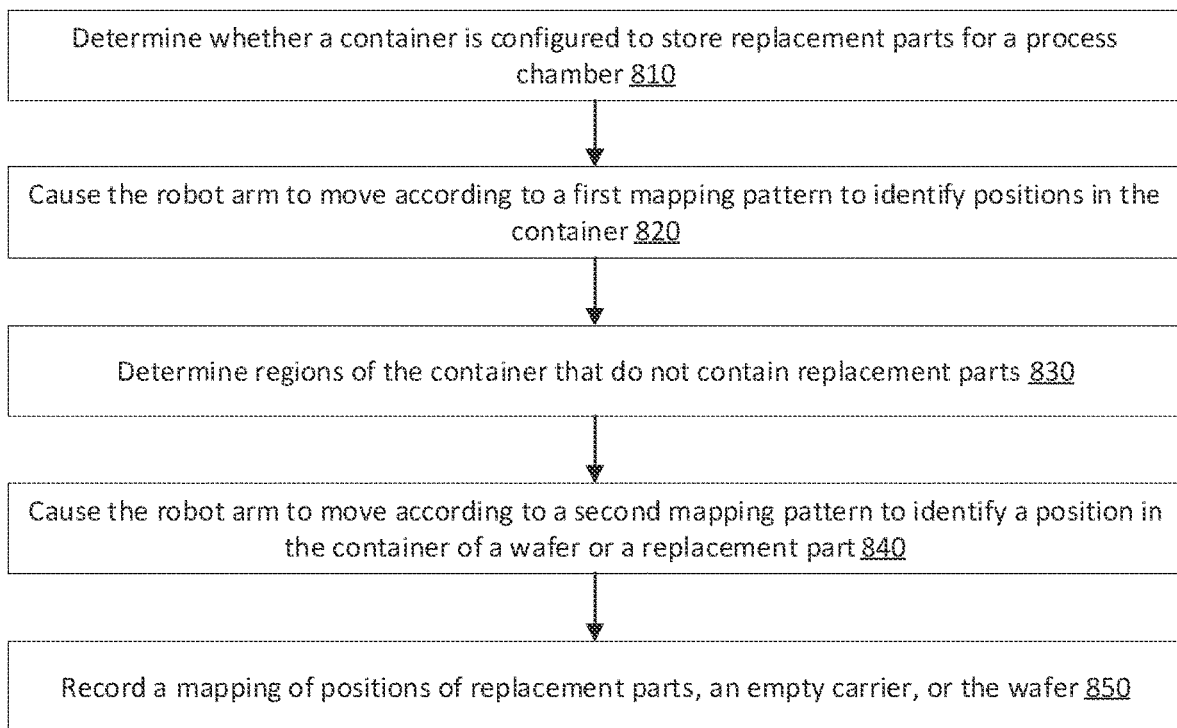 Determine whether a container is configured to store replacement parts for a process
chamber 810
Cause the robot arm to move according to a first mapping pattern to identify positions in the
container 820
Determine regions of the container that do not contain replacement parts 830
Cause the robot arm to move according to a second mapping pattern to identify a position in
the container of a wafer or a replacement part 840
Record a mapping of positions of replacement parts, an empty carrier, or the wafer 850